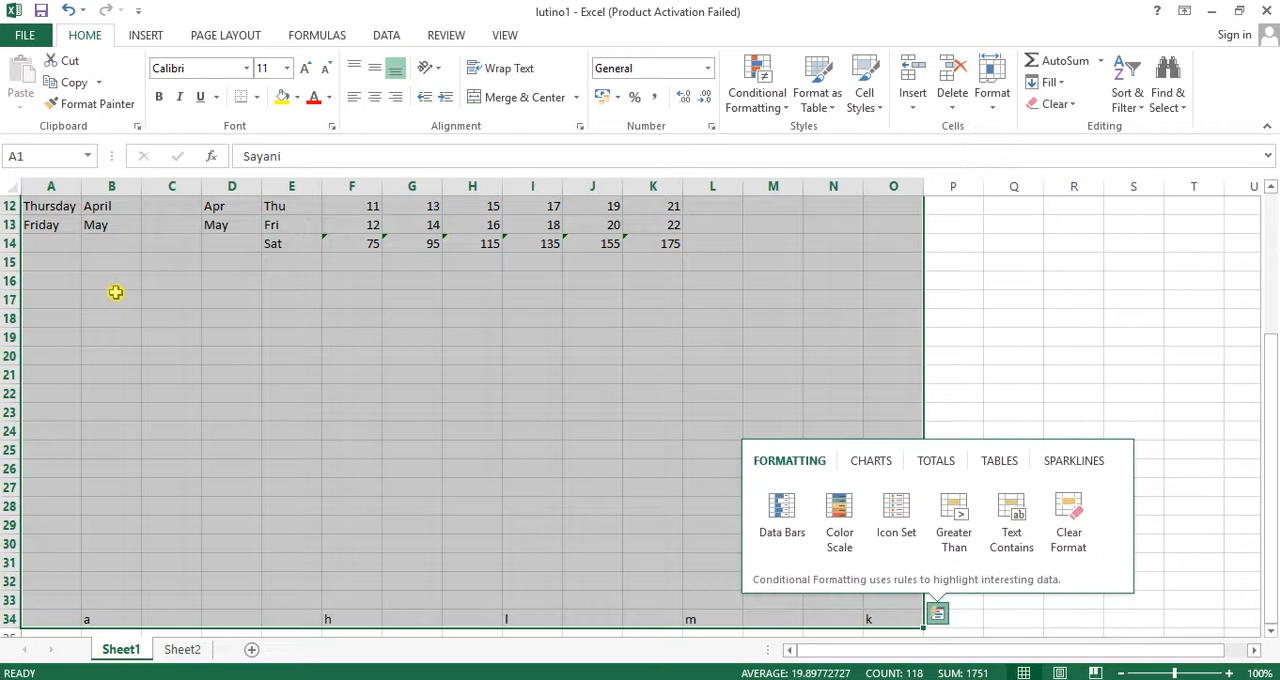 lutino1 - Excel (Product Activation Failed)
?
FILE HOME INSERT PAGE LAYOUT FORMULAS DATA REVIEW VIEW Sign in
Paste
Cut
Copy
Format Painter
Clipboard
Calibri 11
B I U
Font
Wrap Text
Merge & Center
Alignment
General
% ,
Number
Conditional Formatting
Format as Table
Cell Styles
Styles
Insert Delete Format
Cells
AutoSum
Fill
Clear
Sort & Filter
Find & Select
Editing
A1 fx Sayani
A B C D E F G H I J K L M N O P Q R S T U
12 Thursday April Apr Thu 11 13 15 17 19 21
13 Friday May May Fri 12 14 16 18 20 22
14 Sat 75 95 115 135 155 175
15
16
17
18
19
20
21
22
23
24
25
26
27
28
29
30
31
32
33
34 a h l m k
FORMATTING CHARTS TOTALS TABLES SPARKLINES
Data Bars
Color Scale
Icon Set
Greater Than
Text Contains
Clear Format
Conditional Formatting uses rules to highlight interesting data.
Sheet1 Sheet2
READY AVERAGE: 19.89772727 COUNT: 118 SUM: 1751 100%